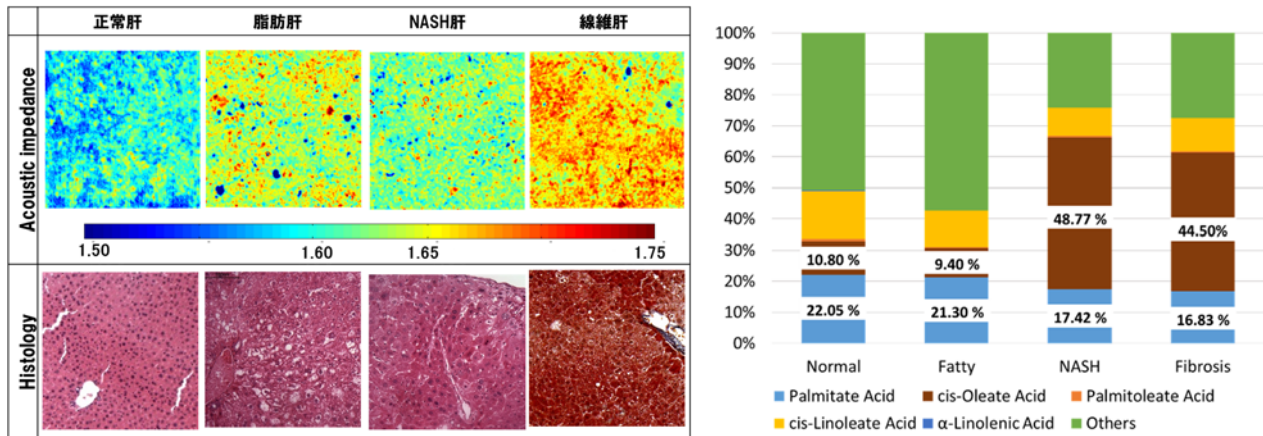 正常肝 脂肪肝 NASH肝 線維肝
Acoustic impedance
1.50 1.60 1.65 1.75
Histology
100%
90%
80%
70%
60%
50%
40%
30%
20%
10%
0%
48.77 % 44.50%
10.80 % 9.40 %
22.05 % 21.30 % 17.42 % 16.83 %
Normal Fatty NASH Fibrosis
Palmitate Acid cis-Oleate Acid Palmitoleate Acid
cis-Linoleate Acid α-Linolenic Acid Others